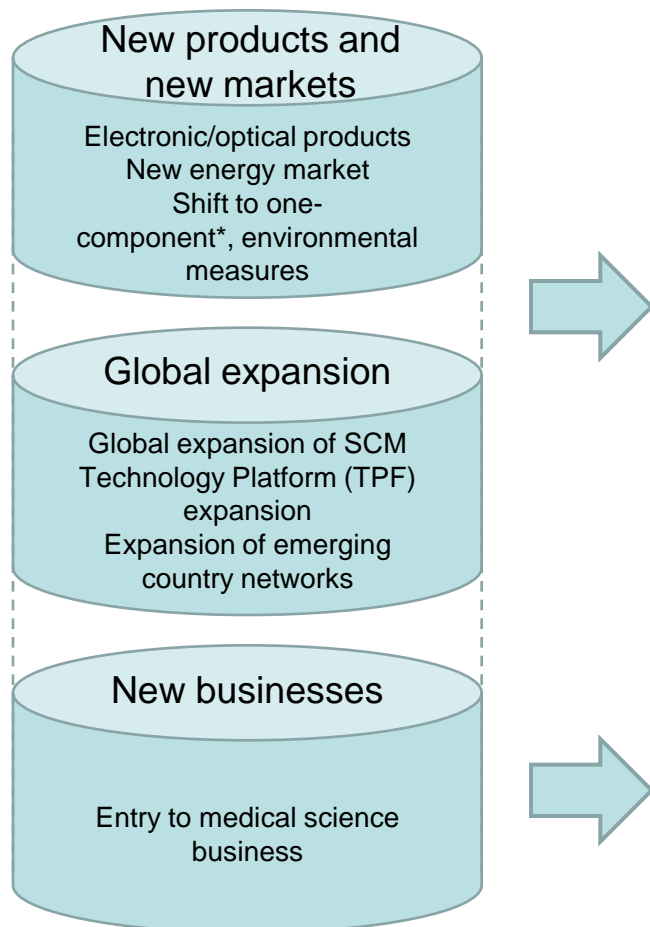 New products and
new markets
Electronic/optical products
New energy market
Shift to one-
component*, environmental
measures
Global expansion
Global expansion of SCM
Technology Platform (TPF)
expansion
Expansion of emerging
country networks
New businesses
Entry to medical science
business